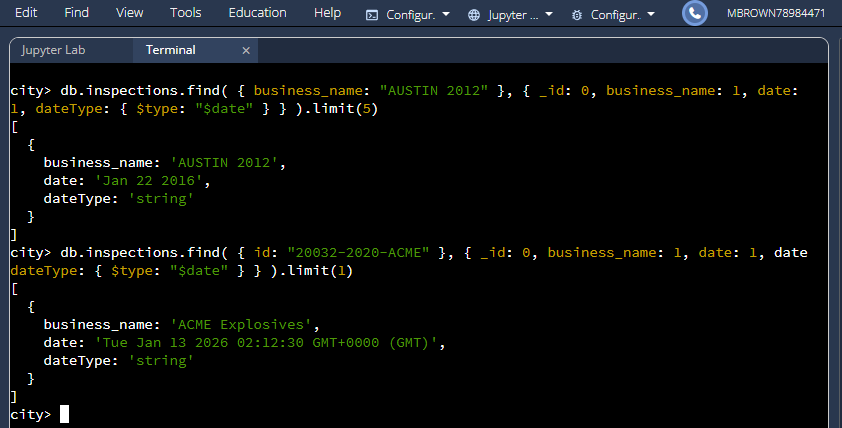 Edit Find View Tools Education Help Configur. Jupyter ... Configur. MBROWN78984471
Jupyter Lab Terminal ×
city> db.inspections.find( { business_name: "AUSTIN 2012" }, { _id: 0, business_name: 1, date:
1, dateType: { $type: "$date" } } ).limit(5)
[
  {
    business_name: 'AUSTIN 2012',
    date: 'Jan 22 2016',
    dateType: 'string'
  }
]
city> db.inspections.find( { id: "20032-2020-ACME" }, { _id: 0, business_name: 1, date: 1, date
dateType: { $type: "$date" } } ).limit(1)
[
  {
    business_name: 'ACME Explosives',
    date: 'Tue Jan 13 2026 02:12:30 GMT+0000 (GMT)',
    dateType: 'string'
  }
]
city>